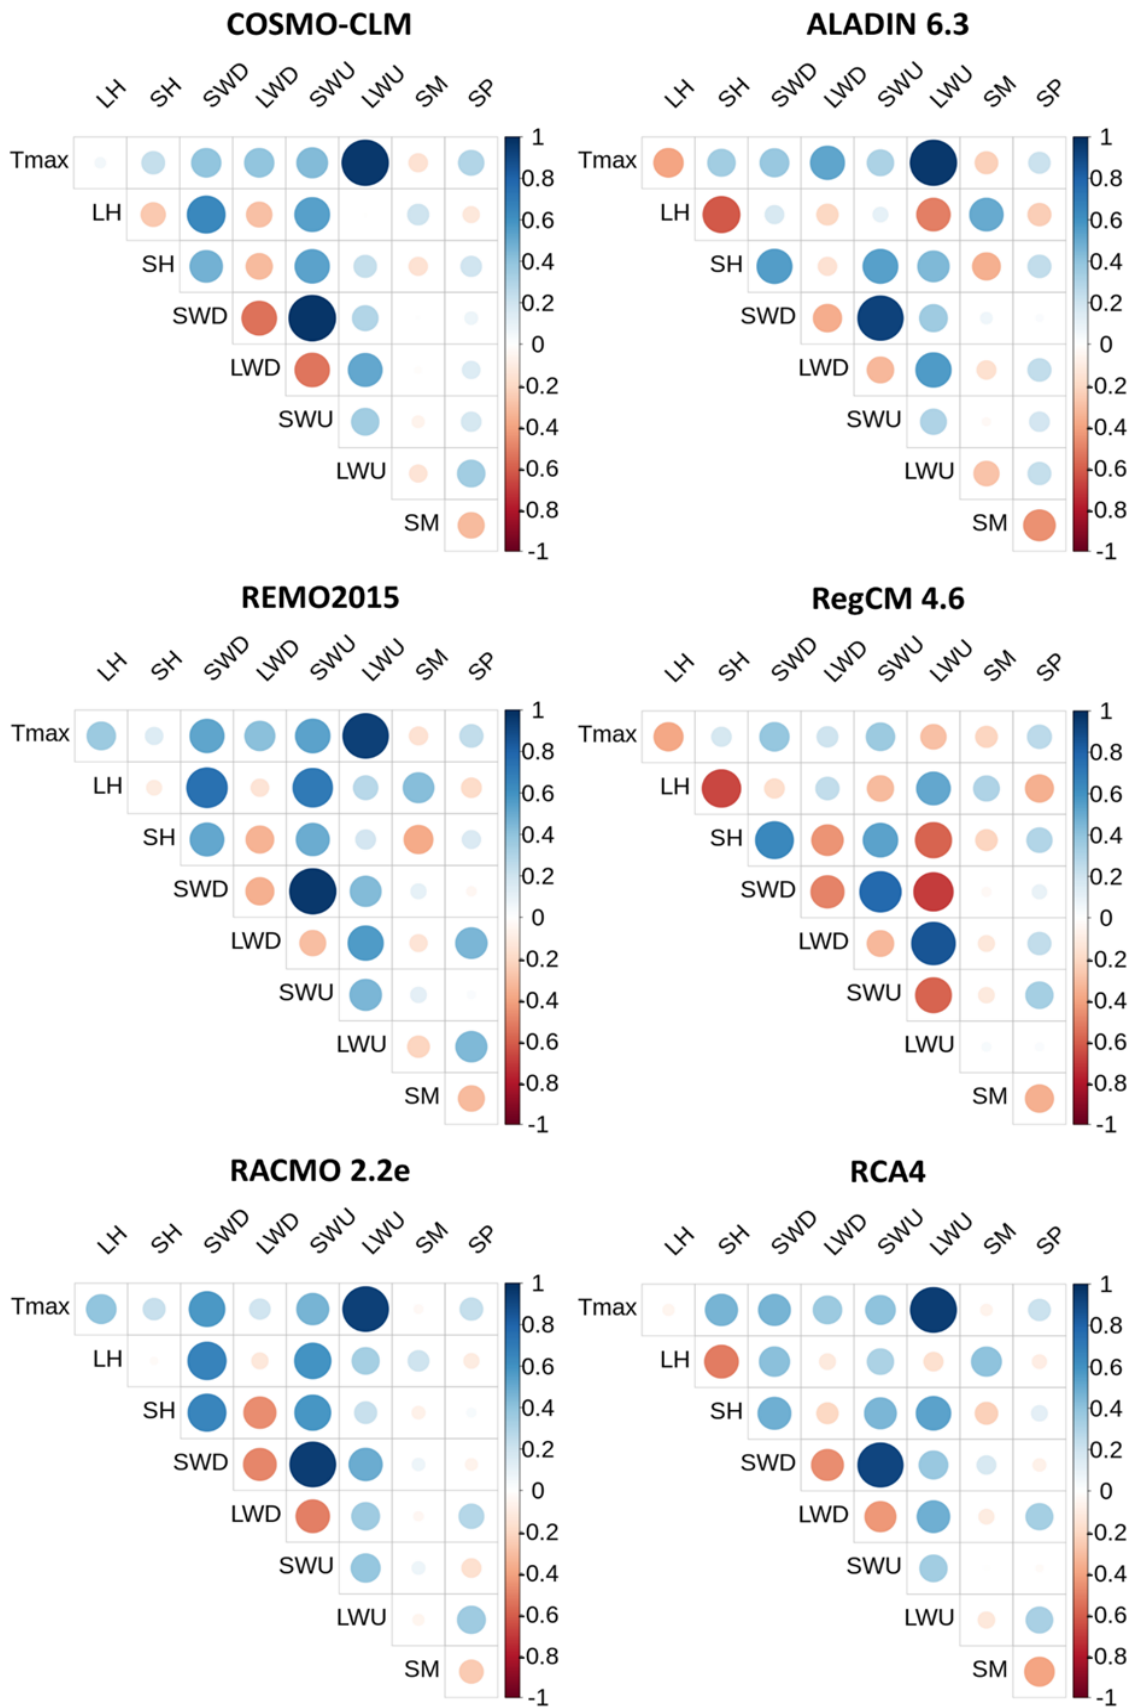 COSMO-CLM
LH SH SWD LWD SWU LWU SM SP
Tmax
LH
SH
SWD
LWD
SWU
LWU
SM
1
0.8
0.6
0.4
0.2
0
-0.2
-0.4
-0.6
-0.8
-1
ALADIN 6.3
LH SH SWD LWD SWU LWU SM SP
Tmax
LH
SH
SWD
LWD
SWU
LWU
SM
1
0.8
0.6
0.4
0.2
0
-0.2
-0.4
-0.6
-0.8
-1
REMO2015
LH SH SWD LWD SWU LWU SM SP
Tmax
LH
SH
SWD
LWD
SWU
LWU
SM
1
0.8
0.6
0.4
0.2
0
-0.2
-0.4
-0.6
-0.8
-1
RegCM 4.6
LH SH SWD LWD SWU LWU SM SP
Tmax
LH
SH
SWD
LWD
SWU
LWU
SM
1
0.8
0.6
0.4
0.2
0
-0.2
-0.4
-0.6
-0.8
-1
RACMO 2.2e
LH SH SWD LWD SWU LWU SM SP
Tmax
LH
SH
SWD
LWD
SWU
LWU
SM
1
0.8
0.6
0.4
0.2
0
-0.2
-0.4
-0.6
-0.8
-1
RCA4
LH SH SWD LWD SWU LWU SM SP
Tmax
LH
SH
SWD
LWD
SWU
LWU
SM
1
0.8
0.6
0.4
0.2
0
-0.2
-0.4
-0.6
-0.8
-1